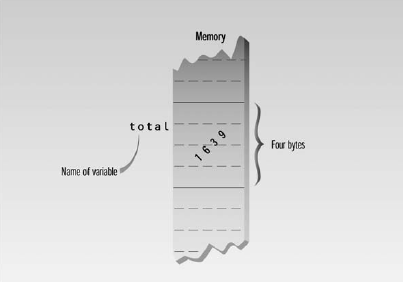 Memory
total
1639
Four bytes
Name of variable